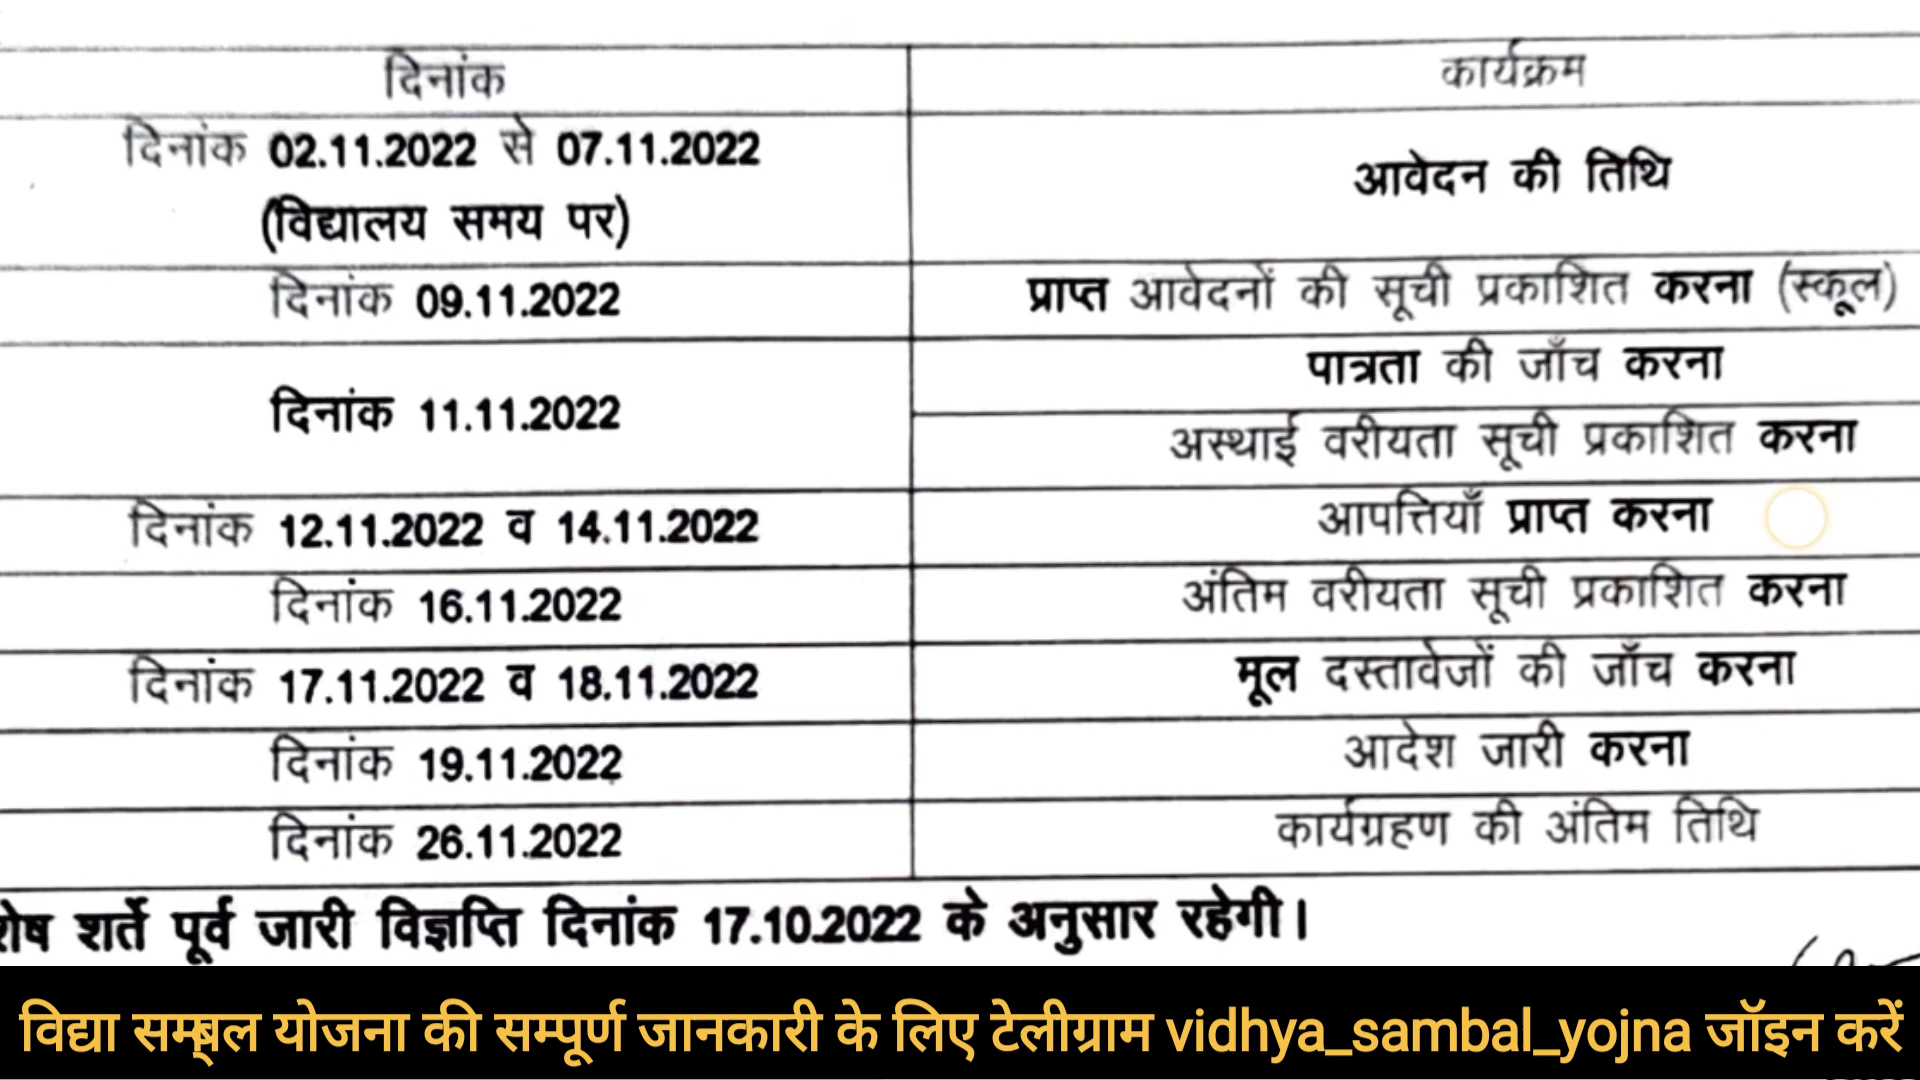 दिनांक कार्यक्रम
दिनांक 02.11.2022 से 07.11.2022
(विद्यालय समय पर)
आवेदन की तिथि
दिनांक 09.11.2022 प्राप्त आवेदनों की सूची प्रकाशित करना (स्कूल)
दिनांक 11.11.2022
पात्रता की जाँच करना
अस्थाई वरीयता सूची प्रकाशित करना
दिनांक 12.11.2022 व 14.11.2022 आपत्तियाँ प्राप्त करना
दिनांक 16.11.2022 अंतिम वरीयता सूची प्रकाशित करना
दिनांक 17.11.2022 व 18.11.2022 मूल दस्तावेजों की जाँच करना
दिनांक 19.11.2022 आदेश जारी करना
दिनांक 26.11.2022 कार्यग्रहण की अंतिम तिथि
शर्ते पूर्व जारी विज्ञप्ति दिनांक 17.10.2022 के अनुसार रहेगी।
विद्या सम्बल योजना की सम्पूर्ण जानकारी के लिए टेलीग्राम vidhya_sambal_yojna जॉइन करें